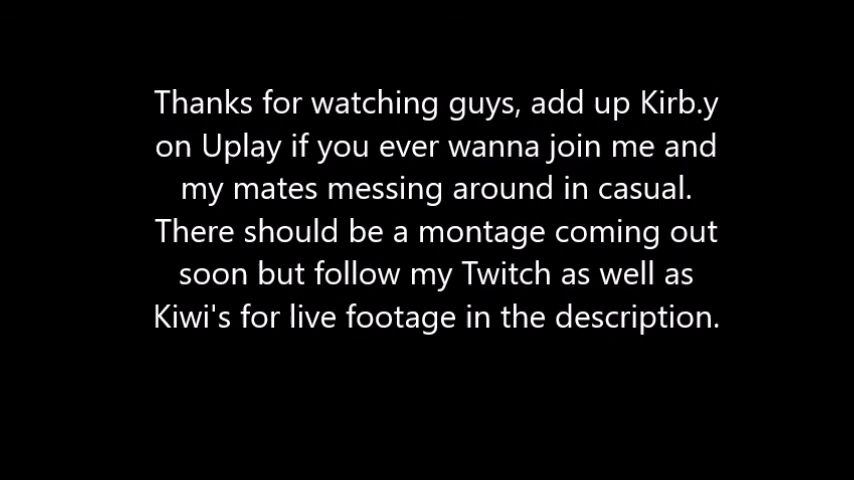 Thanks for watching guys, add up Kirb.y
on Uplay if you ever wanna join me and
my mates messing around in casual.
There should be a montage coming out
soon but follow my Twitch as well as
Kiwi's for live footage in the description.